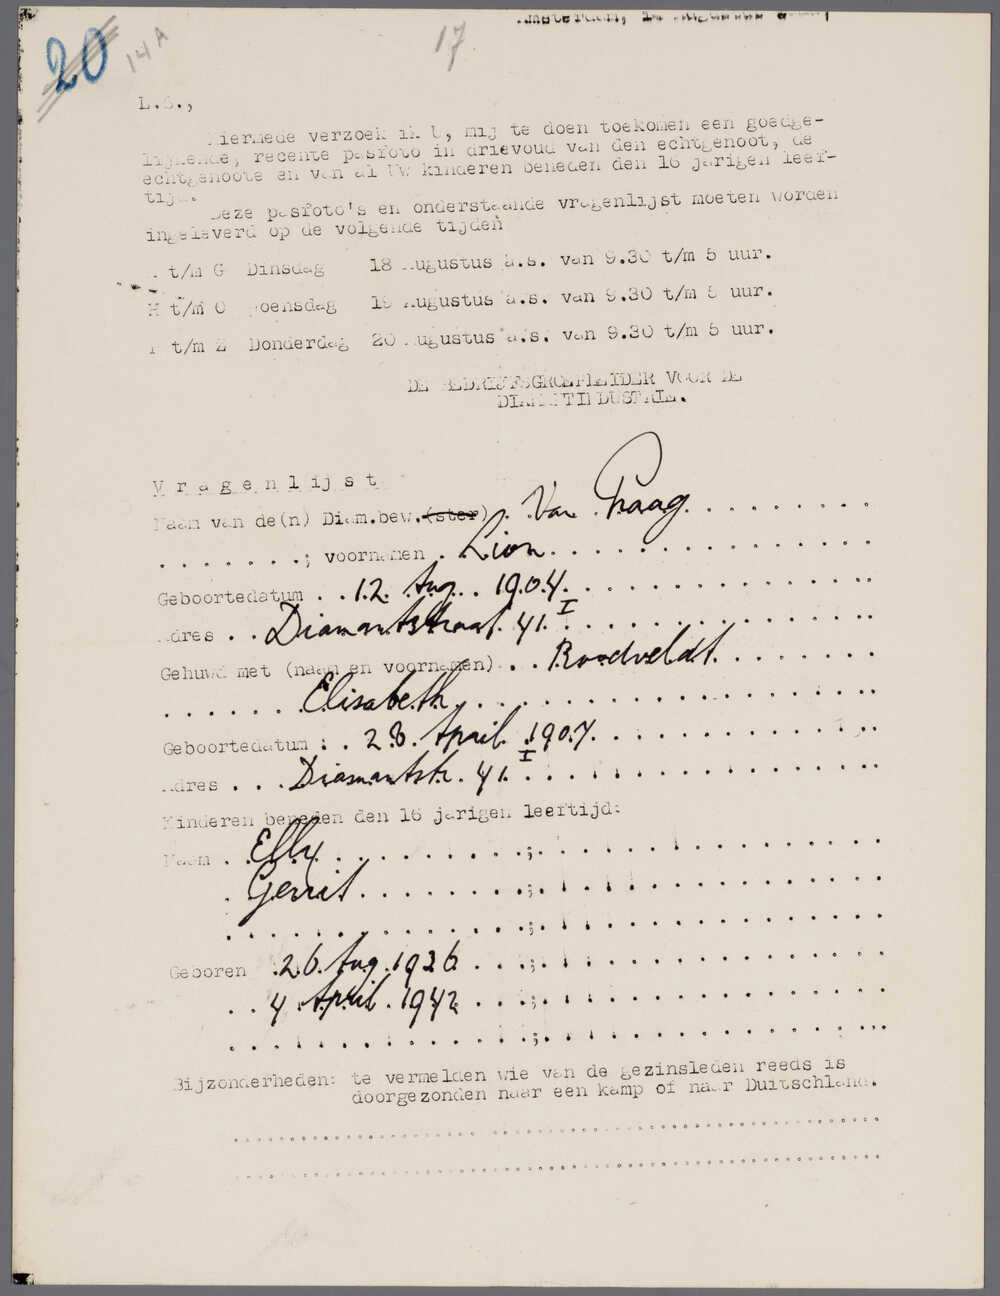 20
14A
17
Amsterdam,
L.S.,
Hiermede verzoek ik U, mij te doen toekomen een goedge-
lijkende, recente pasfoto in drievoud van den echtgenoot, de
echtgenoote en van al Uw kinderen beneden den 16 jarigen leef-
tijd.
Deze pasfoto's en onderstaande vragenlijst moeten worden
ingeleverd op de volgende tijden
t/m G Dinsdag 18 Augustus a.s. van 9.30 t/m 5 uur.
H t/m O Woensdag 19 Augustus a.s. van 9.30 t/m 5 uur.
P t/m Z Donderdag 20 Augustus a.s. van 9.30 t/m 5 uur.
DE BEDRIJFSGROEPLEIDER VOOR DE
DIAMANTINDUSTRIE.
Vragenlijst
Naam van de(n) Diam.bew.(ster) . Van Praag
. . . . . . . ; voornamen . Lion
Geboortedatum . . 12 Aug. 1904
Adres . . Diamantstraat 41 I
Gehuwd met (naam en voornamen) . . Roodveldt
Elisabeth
Geboortedatum : . 28 April 1907
Adres . . . Diamantstr. 41 I
Kinderen beneden den 16 jarigen leeftijd:
Naam . Elly ;
Gerrit ;
;
Geboren 26 Aug. 1926 ;
4 April 1942 ;
;
Bijzonderheden: te vermelden wie van de gezinsleden reeds is
doorgezonden naar een kamp of naar Duitschland.